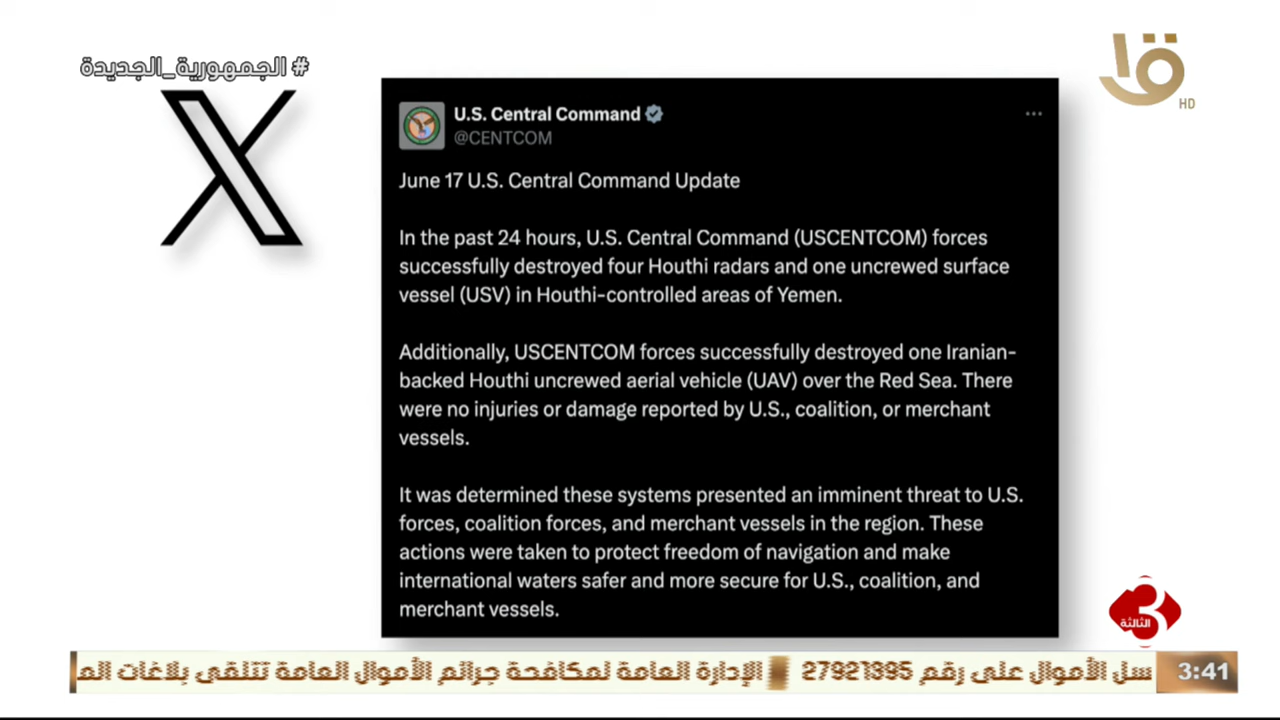 # الجمهورية_الجديدة
X
HD
U.S. Central Command
@CENTCOM
June 17 U.S. Central Command Update
In the past 24 hours, U.S. Central Command (USCENTCOM) forces
successfully destroyed four Houthi radars and one uncrewed surface
vessel (USV) in Houthi-controlled areas of Yemen.
Additionally, USCENTCOM forces successfully destroyed one Iranian-
backed Houthi uncrewed aerial vehicle (UAV) over the Red Sea. There
were no injuries or damage reported by U.S., coalition, or merchant
vessels.
It was determined these systems presented an imminent threat to U.S.
forces, coalition forces, and merchant vessels in the region. These
actions were taken to protect freedom of navigation and make
international waters safer and more secure for U.S., coalition, and
merchant vessels.
3 الثالثة
سل الأموال على رقم 27921395 الإدارة العامة لمكافحة جرائم الأموال العامة تتلقى بلاغات الم
3:41